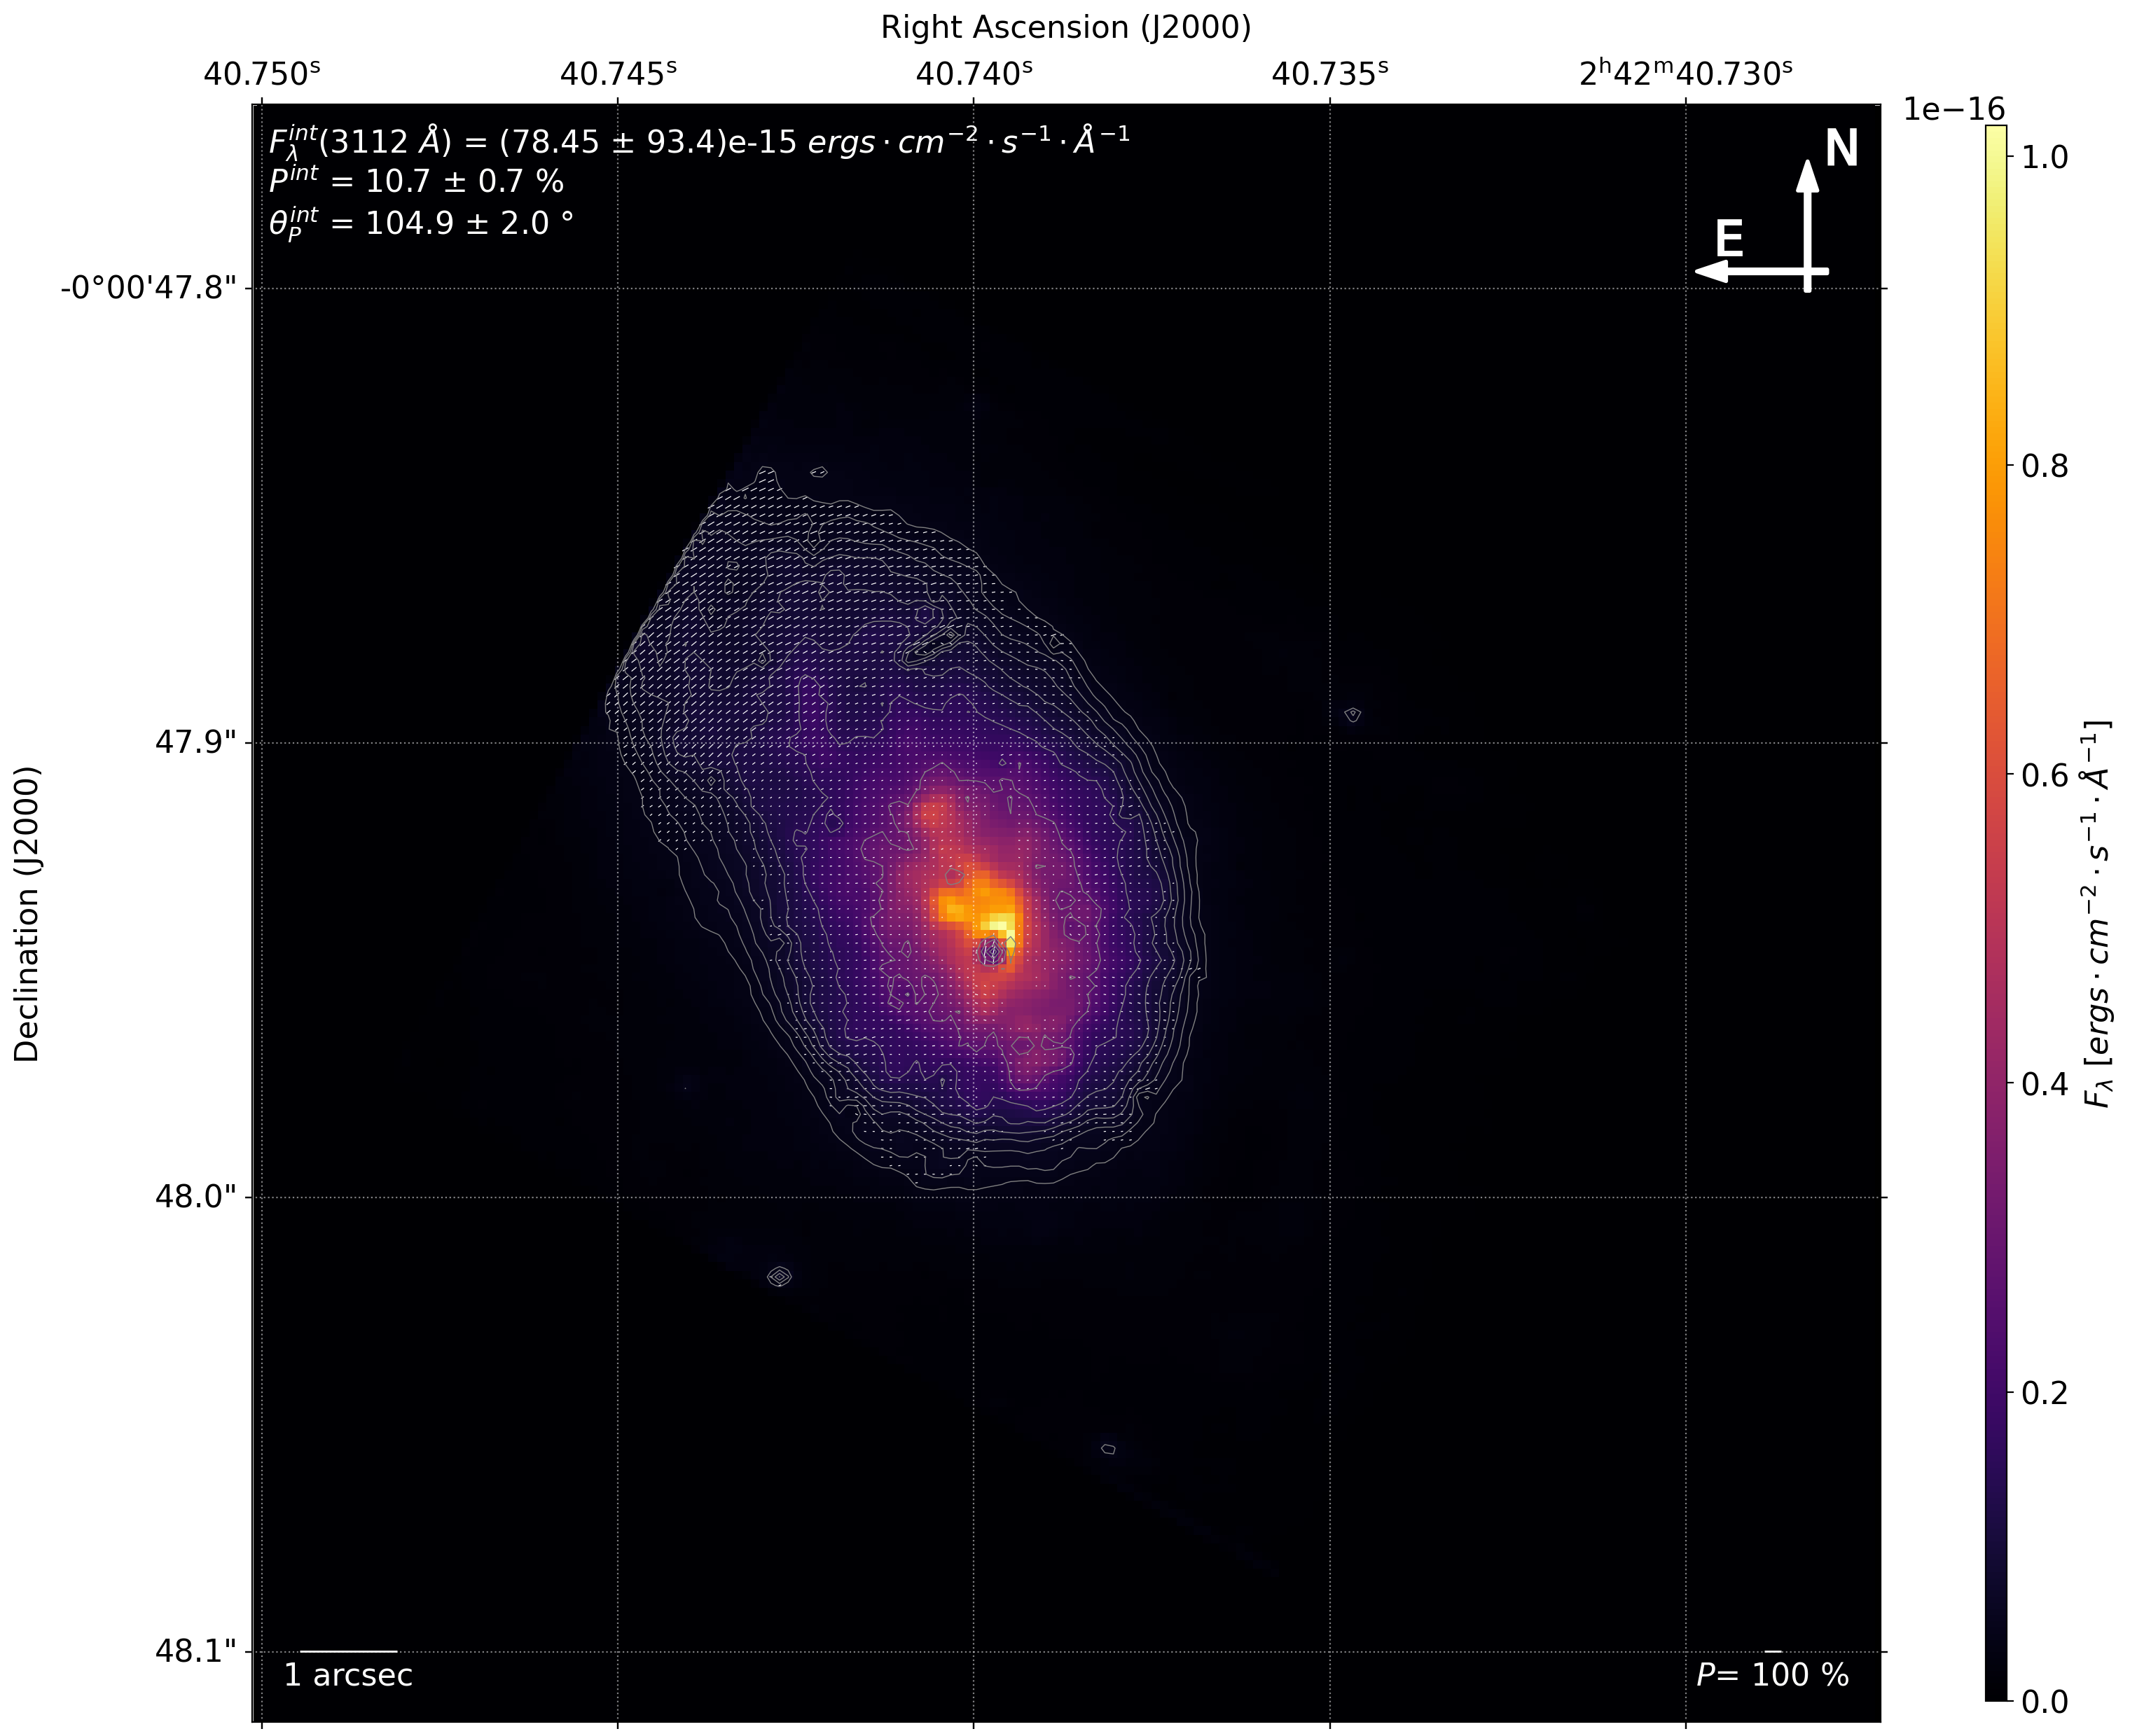 Right Ascension (J2000)
40.750ˢ 40.745ˢ 40.740ˢ 40.735ˢ 2ʰ42ᵐ40.730ˢ
1e−16
F_λ^int(3112 Å) = (78.45 ± 93.4)e-15 ergs · cm⁻² · s⁻¹ · Å⁻¹
P^int = 10.7 ± 0.7 %
θ_P^int = 104.9 ± 2.0 °
N
E
-0°00'47.8"
47.9"
48.0"
48.1"
Declination (J2000)
1 arcsec
P= 100 %
1.0
0.8
0.6
0.4
0.2
0.0
F_λ [ergs · cm⁻² · s⁻¹ · Å⁻¹]